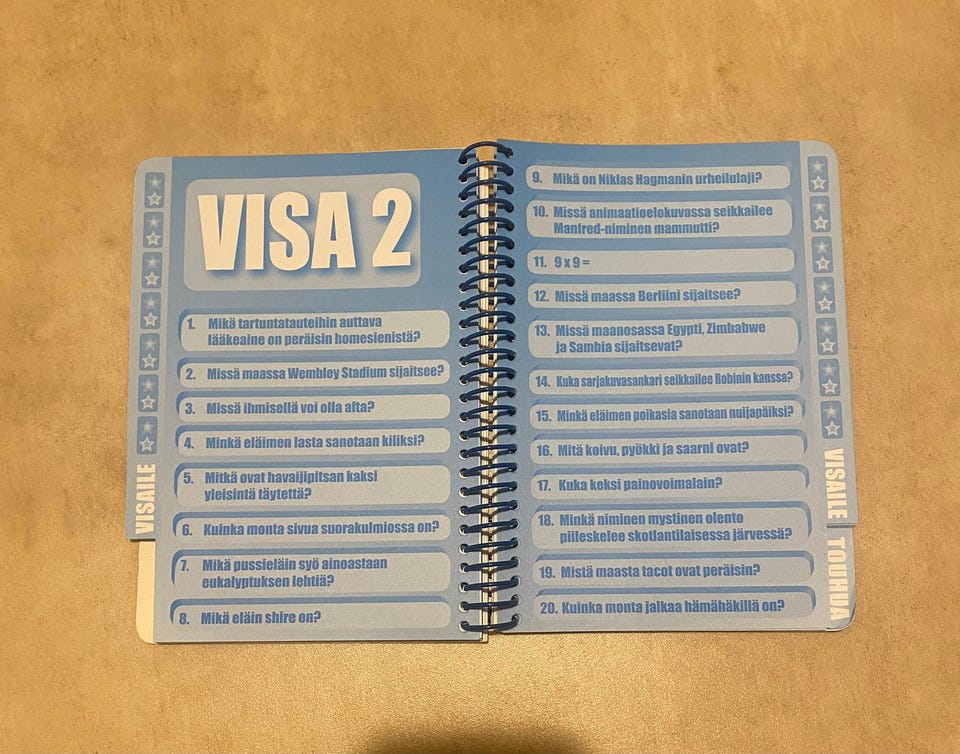 VISA 2
1. Mikä tartuntatauteihin auttava
lääkeaine on peräisin homesienistä?
2. Missä maassa Wembley Stadium sijaitsee?
3. Missä ihmisellä voi olla afta?
4. Minkä eläimen lasta sanotaan kiliksi?
5. Mitkä ovat havaijipitsan kaksi
yleisintä täytettä?
6. Kuinka monta sivua suorakulmiossa on?
7. Mikä pussieläin syö ainoastaan
eukalyptuksen lehtiä?
8. Mikä eläin shire on?
VISAILE
9. Mikä on Niklas Hagmanin urheilulaji?
10. Missä animaatioelokuvassa seikkailee
Manfred-niminen mammutti?
11. 9 x 9 =
12. Missä maassa Berliini sijaitsee?
13. Missä maanosassa Egypti, Zimbabwe
ja Sambia sijaitsevat?
14. Kuka sarjakuvasankari seikkailee Robinin kanssa?
15. Minkä eläimen poikasia sanotaan nuijapäiksi?
16. Mitä koivu, pyökki ja saarni ovat?
17. Kuka keksi painovoimalain?
18. Minkä niminen mystinen olento
piileskelee skotlantilaisessa järvessä?
19. Mistä maasta tacot ovat peräisin?
20. Kuinka monta jalkaa hämähäkillä on?
VISAILE
TOUHUA